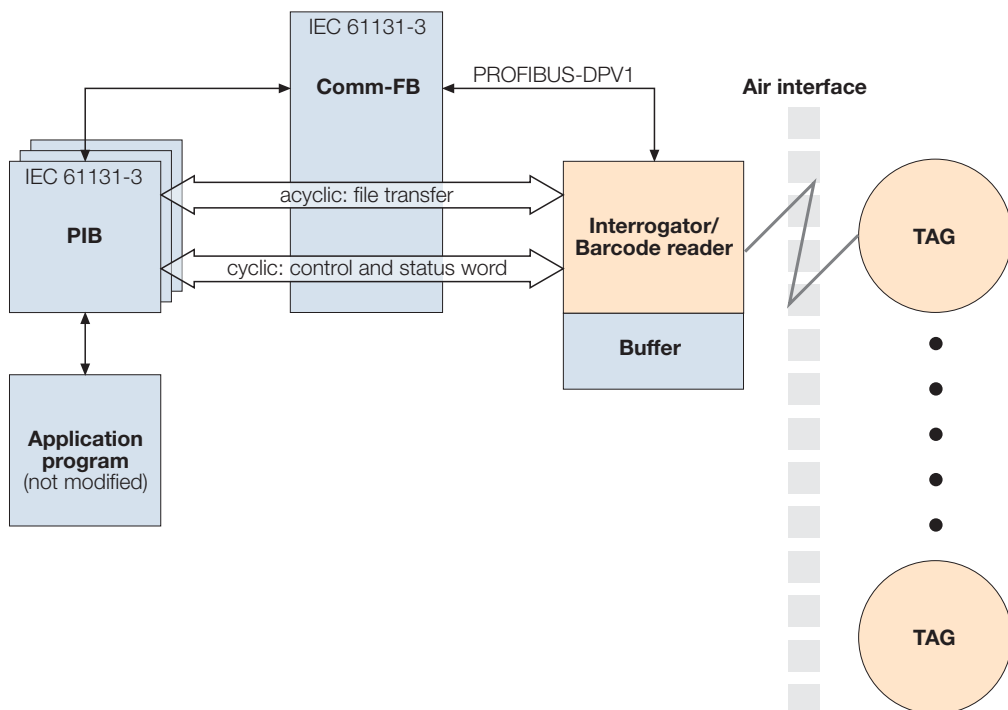 IEC 61131-3
Comm-FB
PROFIBUS-DPV1
Air interface
IEC 61131-3
PIB
acyclic: file transfer
cyclic: control and status word
Interrogator/
Barcode reader
Buffer
TAG
Application
program
(not modified)
TAG